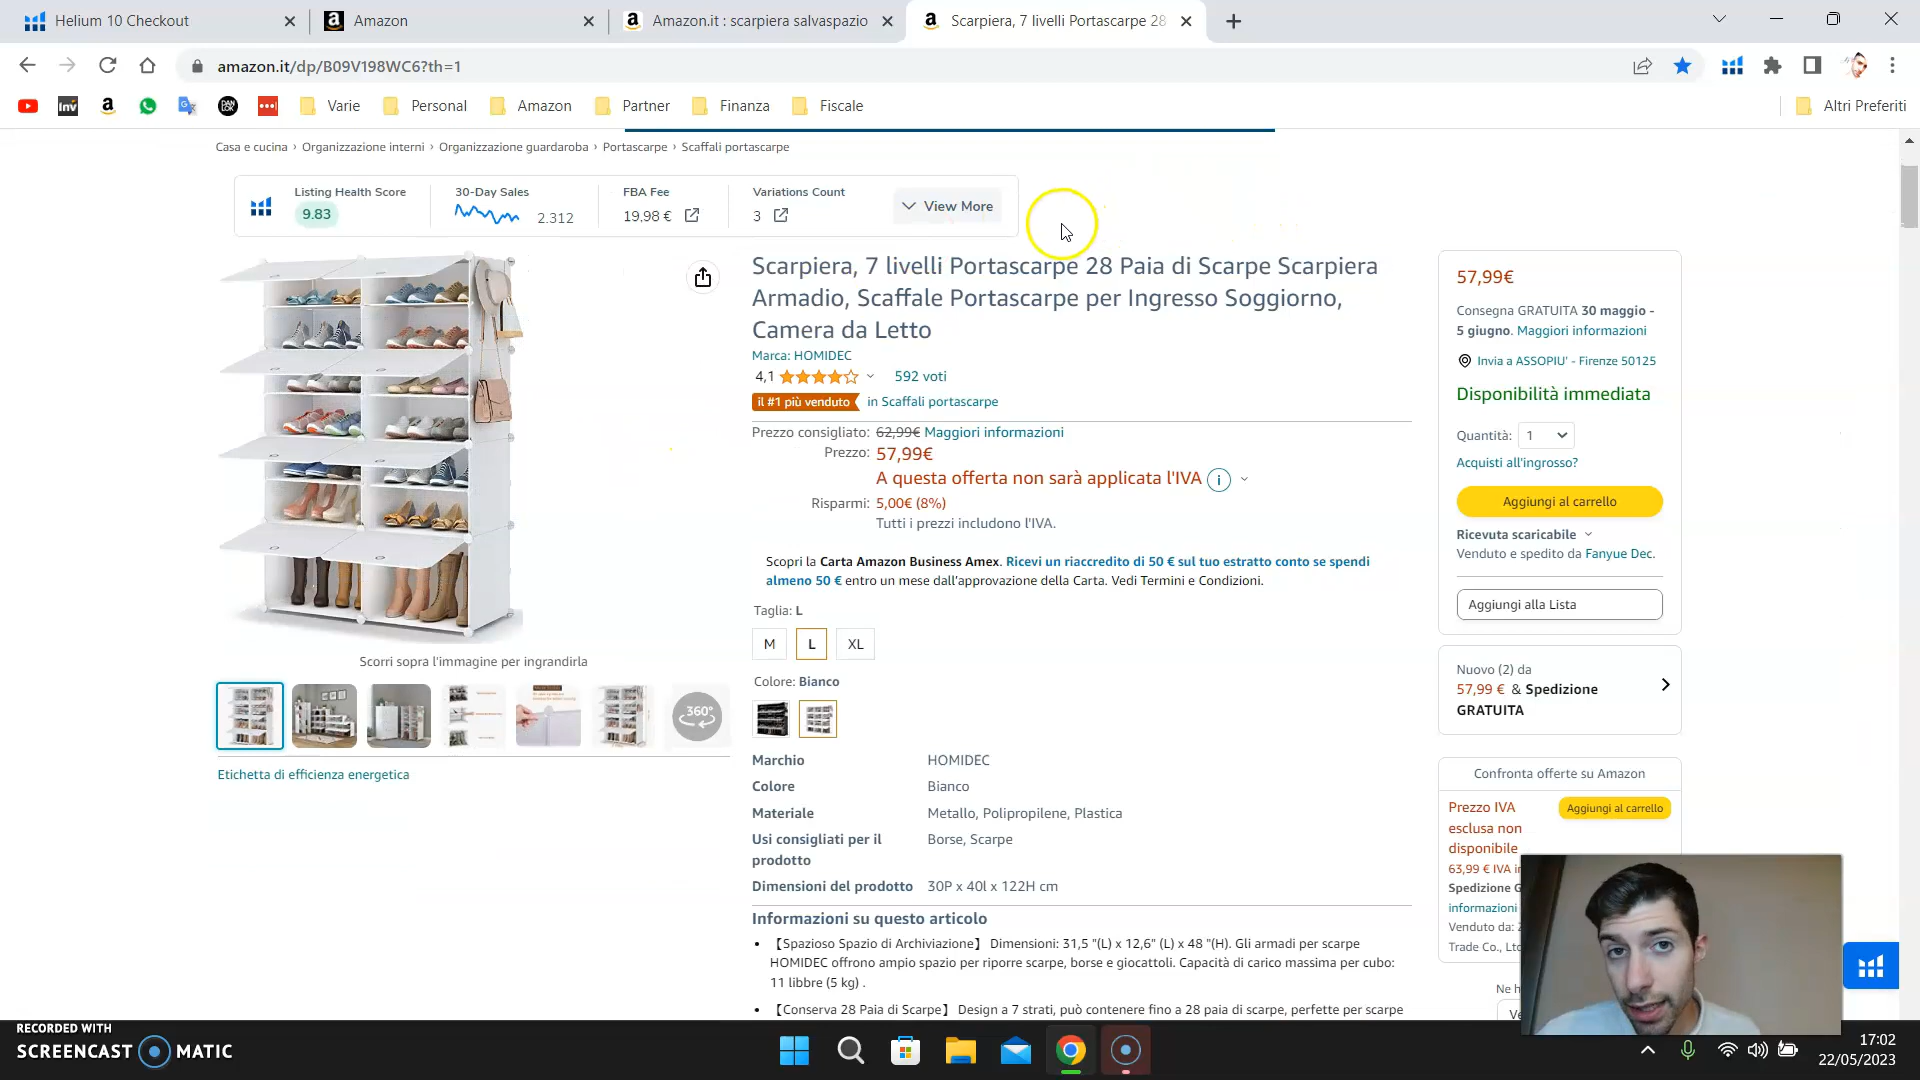 Helium 10 Checkout
Amazon
Amazon.it : scarpiera salvaspazio
Scarpiera, 7 livelli Portascarpe 28
amazon.it/dp/B09V198WC6?th=1
Inv
DAN LOK
Varie
Personal
Amazon
Partner
Finanza
Fiscale
Altri Preferiti
Casa e cucina › Organizzazione interni › Organizzazione guardaroba › Portascarpe › Scaffali portascarpe
Listing Health Score
9.83
30-Day Sales
2.312
FBA Fee
19,98 €
Variations Count
3
View More
Scarpiera, 7 livelli Portascarpe 28 Paia di Scarpe Scarpiera
Armadio, Scaffale Portascarpe per Ingresso Soggiorno,
Camera da Letto
Marca: HOMIDEC
4,1
592 voti
il #1 più venduto in Scaffali portascarpe
Prezzo consigliato: 62,99€ Maggiori informazioni
Prezzo: 57,99€
A questa offerta non sarà applicata l'IVA
Risparmi: 5,00€ (8%)
Tutti i prezzi includono l'IVA.
Scopri la Carta Amazon Business Amex. Ricevi un riaccredito di 50 € sul tuo estratto conto se spendi
almeno 50 € entro un mese dall'approvazione della Carta. Vedi Termini e Condizioni.
Taglia: L
M
L
XL
Colore: Bianco
Marchio HOMIDEC
Colore Bianco
Materiale Metallo, Polipropilene, Plastica
Usi consigliati per il Borse, Scarpe
prodotto
Dimensioni del prodotto 30P x 40l x 122H cm
Informazioni su questo articolo
• 【Spazioso Spazio di Archiviazione】 Dimensioni: 31,5 "(L) x 12,6" (L) x 48 "(H). Gli armadi per scarpe
HOMIDEC offrono ampio spazio per riporre scarpe, borse e giocattoli. Capacità di carico massima per cubo:
11 libbre (5 kg) .
• 【Conserva 28 Paia di Scarpe】 Design a 7 strati, può contenere fino a 28 paia di scarpe, perfette per scarpe
Scorri sopra l'immagine per ingrandirla
360°
Etichetta di efficienza energetica
57,99€
Consegna GRATUITA 30 maggio -
5 giugno. Maggiori informazioni
Invia a ASSOPIU' - Firenze 50125
Disponibilità immediata
Quantità: 1
Acquisti all'ingrosso?
Aggiungi al carrello
Ricevuta scaricabile
Venduto e spedito da Fanyue Dec.
Aggiungi alla Lista
Nuovo (2) da
57,99 € & Spedizione
GRATUITA
Confronta offerte su Amazon
Prezzo IVA
esclusa non
disponibile
Aggiungi al carrello
63,99 € IVA
Spedizione
informazioni
Venduto da:
Trade Co.,
Ne
RECORDED WITH
SCREENCAST MATIC
17:02
22/05/2023